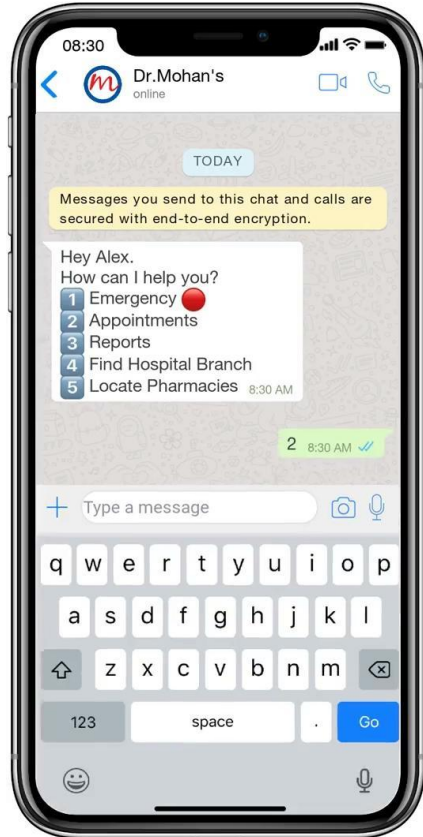 08:30
m
Dr.Mohan's
online
TODAY
Messages you send to this chat and calls are
secured with end-to-end encryption.
Hey Alex.
How can I help you?
1 Emergency
2 Appointments
3 Reports
4 Find Hospital Branch
5 Locate Pharmacies 8:30 AM
2 8:30 AM
Type a message
q w e r t y u i o p
a s d f g h j k l
z x c v b n m
123 space . Go